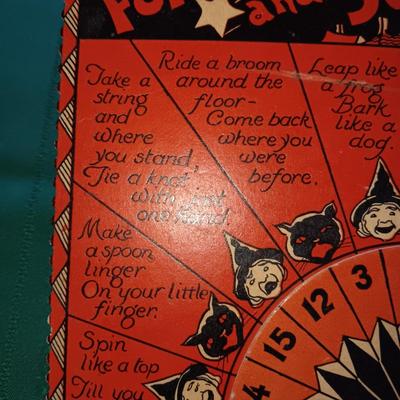 and
Ride a broom
around the
floor-
Come back
where you
were
before.
Leap like
a frog
Bark
like a
dog.
Take a
string
and
where
you stand,
Tie a knot
with just
one hand.
Make
a spoon
linger
On your little
finger.
Spin
like a top
Till you
4
15
12
3